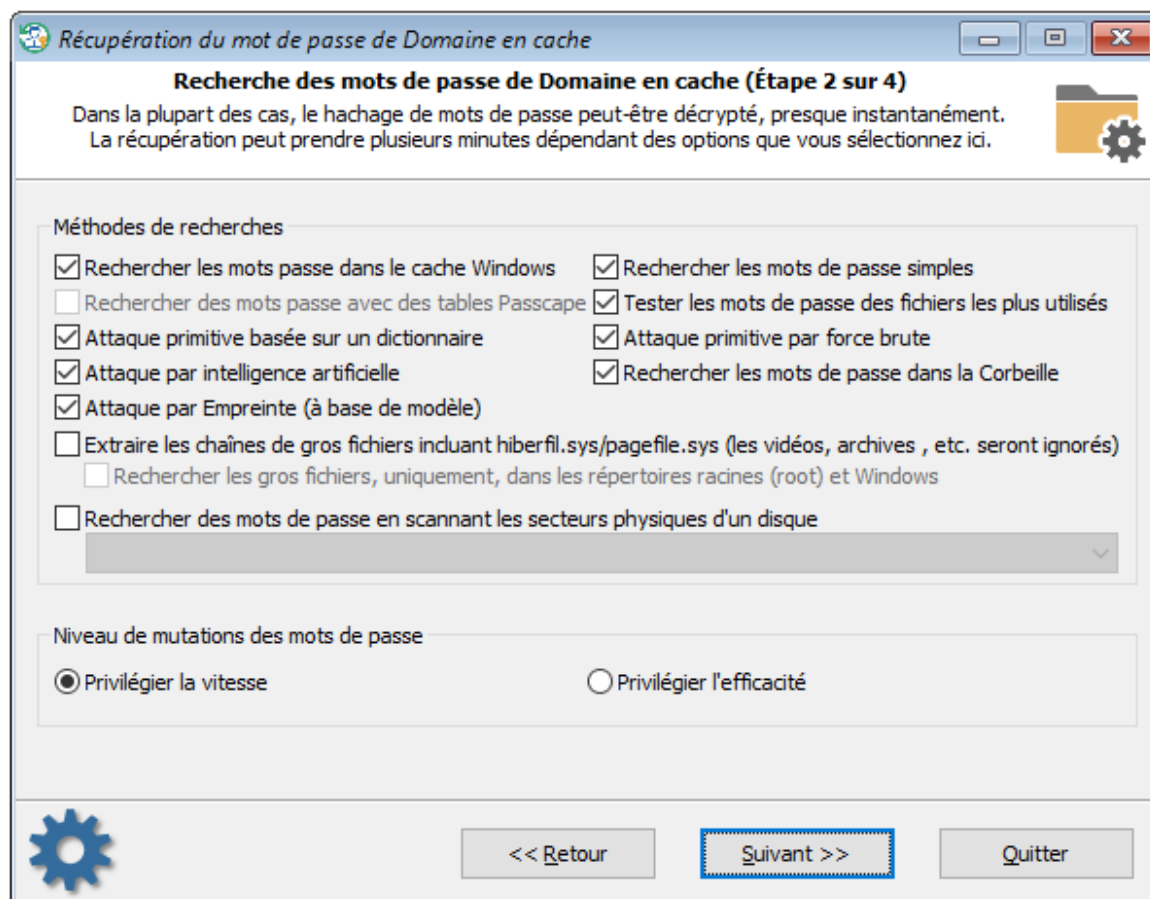 Récupération du mot de passe de Domaine en cache
Recherche des mots de passe de Domaine en cache (Étape 2 sur 4)
Dans la plupart des cas, le hachage de mots de passe peut-être décrypté, presque instantanément.
La récupération peut prendre plusieurs minutes dépendant des options que vous sélectionnez ici.
Méthodes de recherches
Rechercher les mots passe dans le cache Windows
Rechercher les mots de passe simples
Rechercher des mots passe avec des tables Passcape
Tester les mots de passe des fichiers les plus utilisés
Attaque primitive basée sur un dictionnaire
Attaque primitive par force brute
Attaque par intelligence artificielle
Rechercher les mots de passe dans la Corbeille
Attaque par Empreinte (à base de modèle)
Extraire les chaînes de gros fichiers incluant hiberfil.sys/pagefile.sys (les vidéos, archives , etc. seront ignorés)
Rechercher les gros fichiers, uniquement, dans les répertoires racines (root) et Windows
Rechercher des mots de passe en scannant les secteurs physiques d'un disque
Niveau de mutations des mots de passe
Privilégier la vitesse
Privilégier l'efficacité
<< Retour
Suivant >>
Quitter